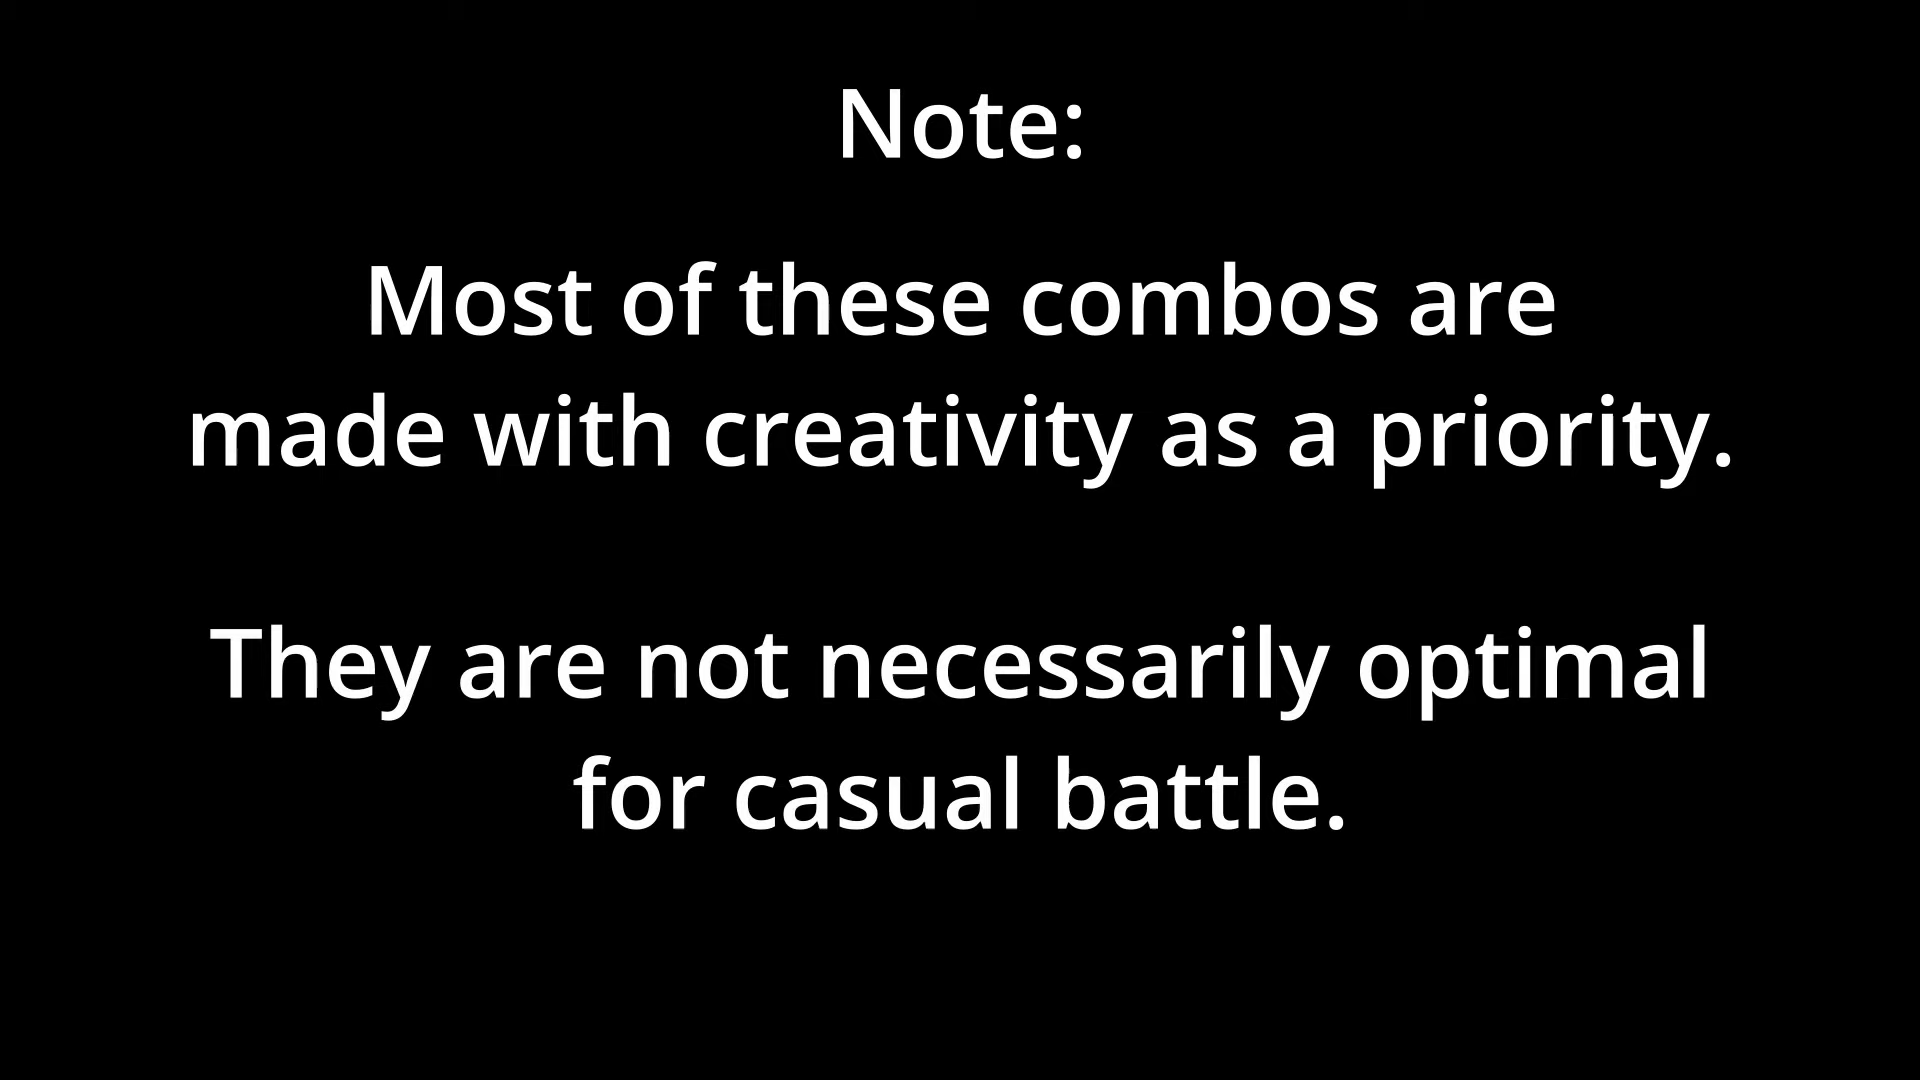 Note:
Most of these combos are
made with creativity as a priority.
They are not necessarily optimal
for casual battle.